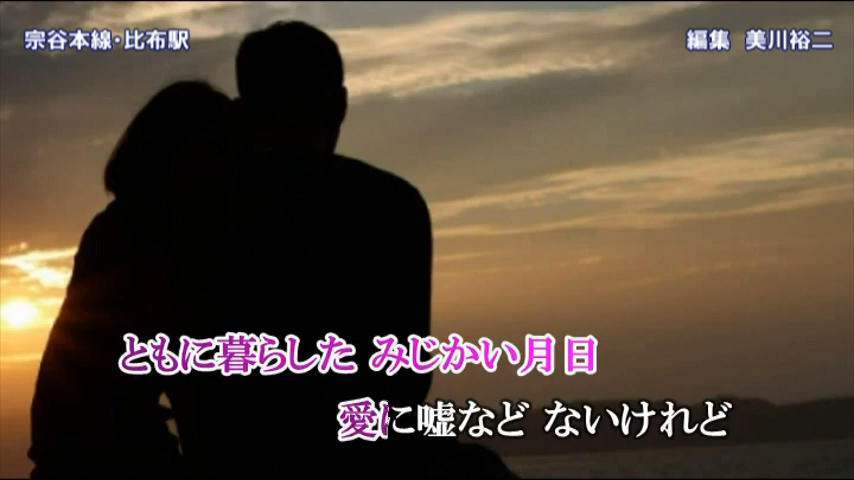 宗谷本線・比布駅
編集 美川裕二
ともに暮らした みじかい月日
愛に嘘など ないけれど